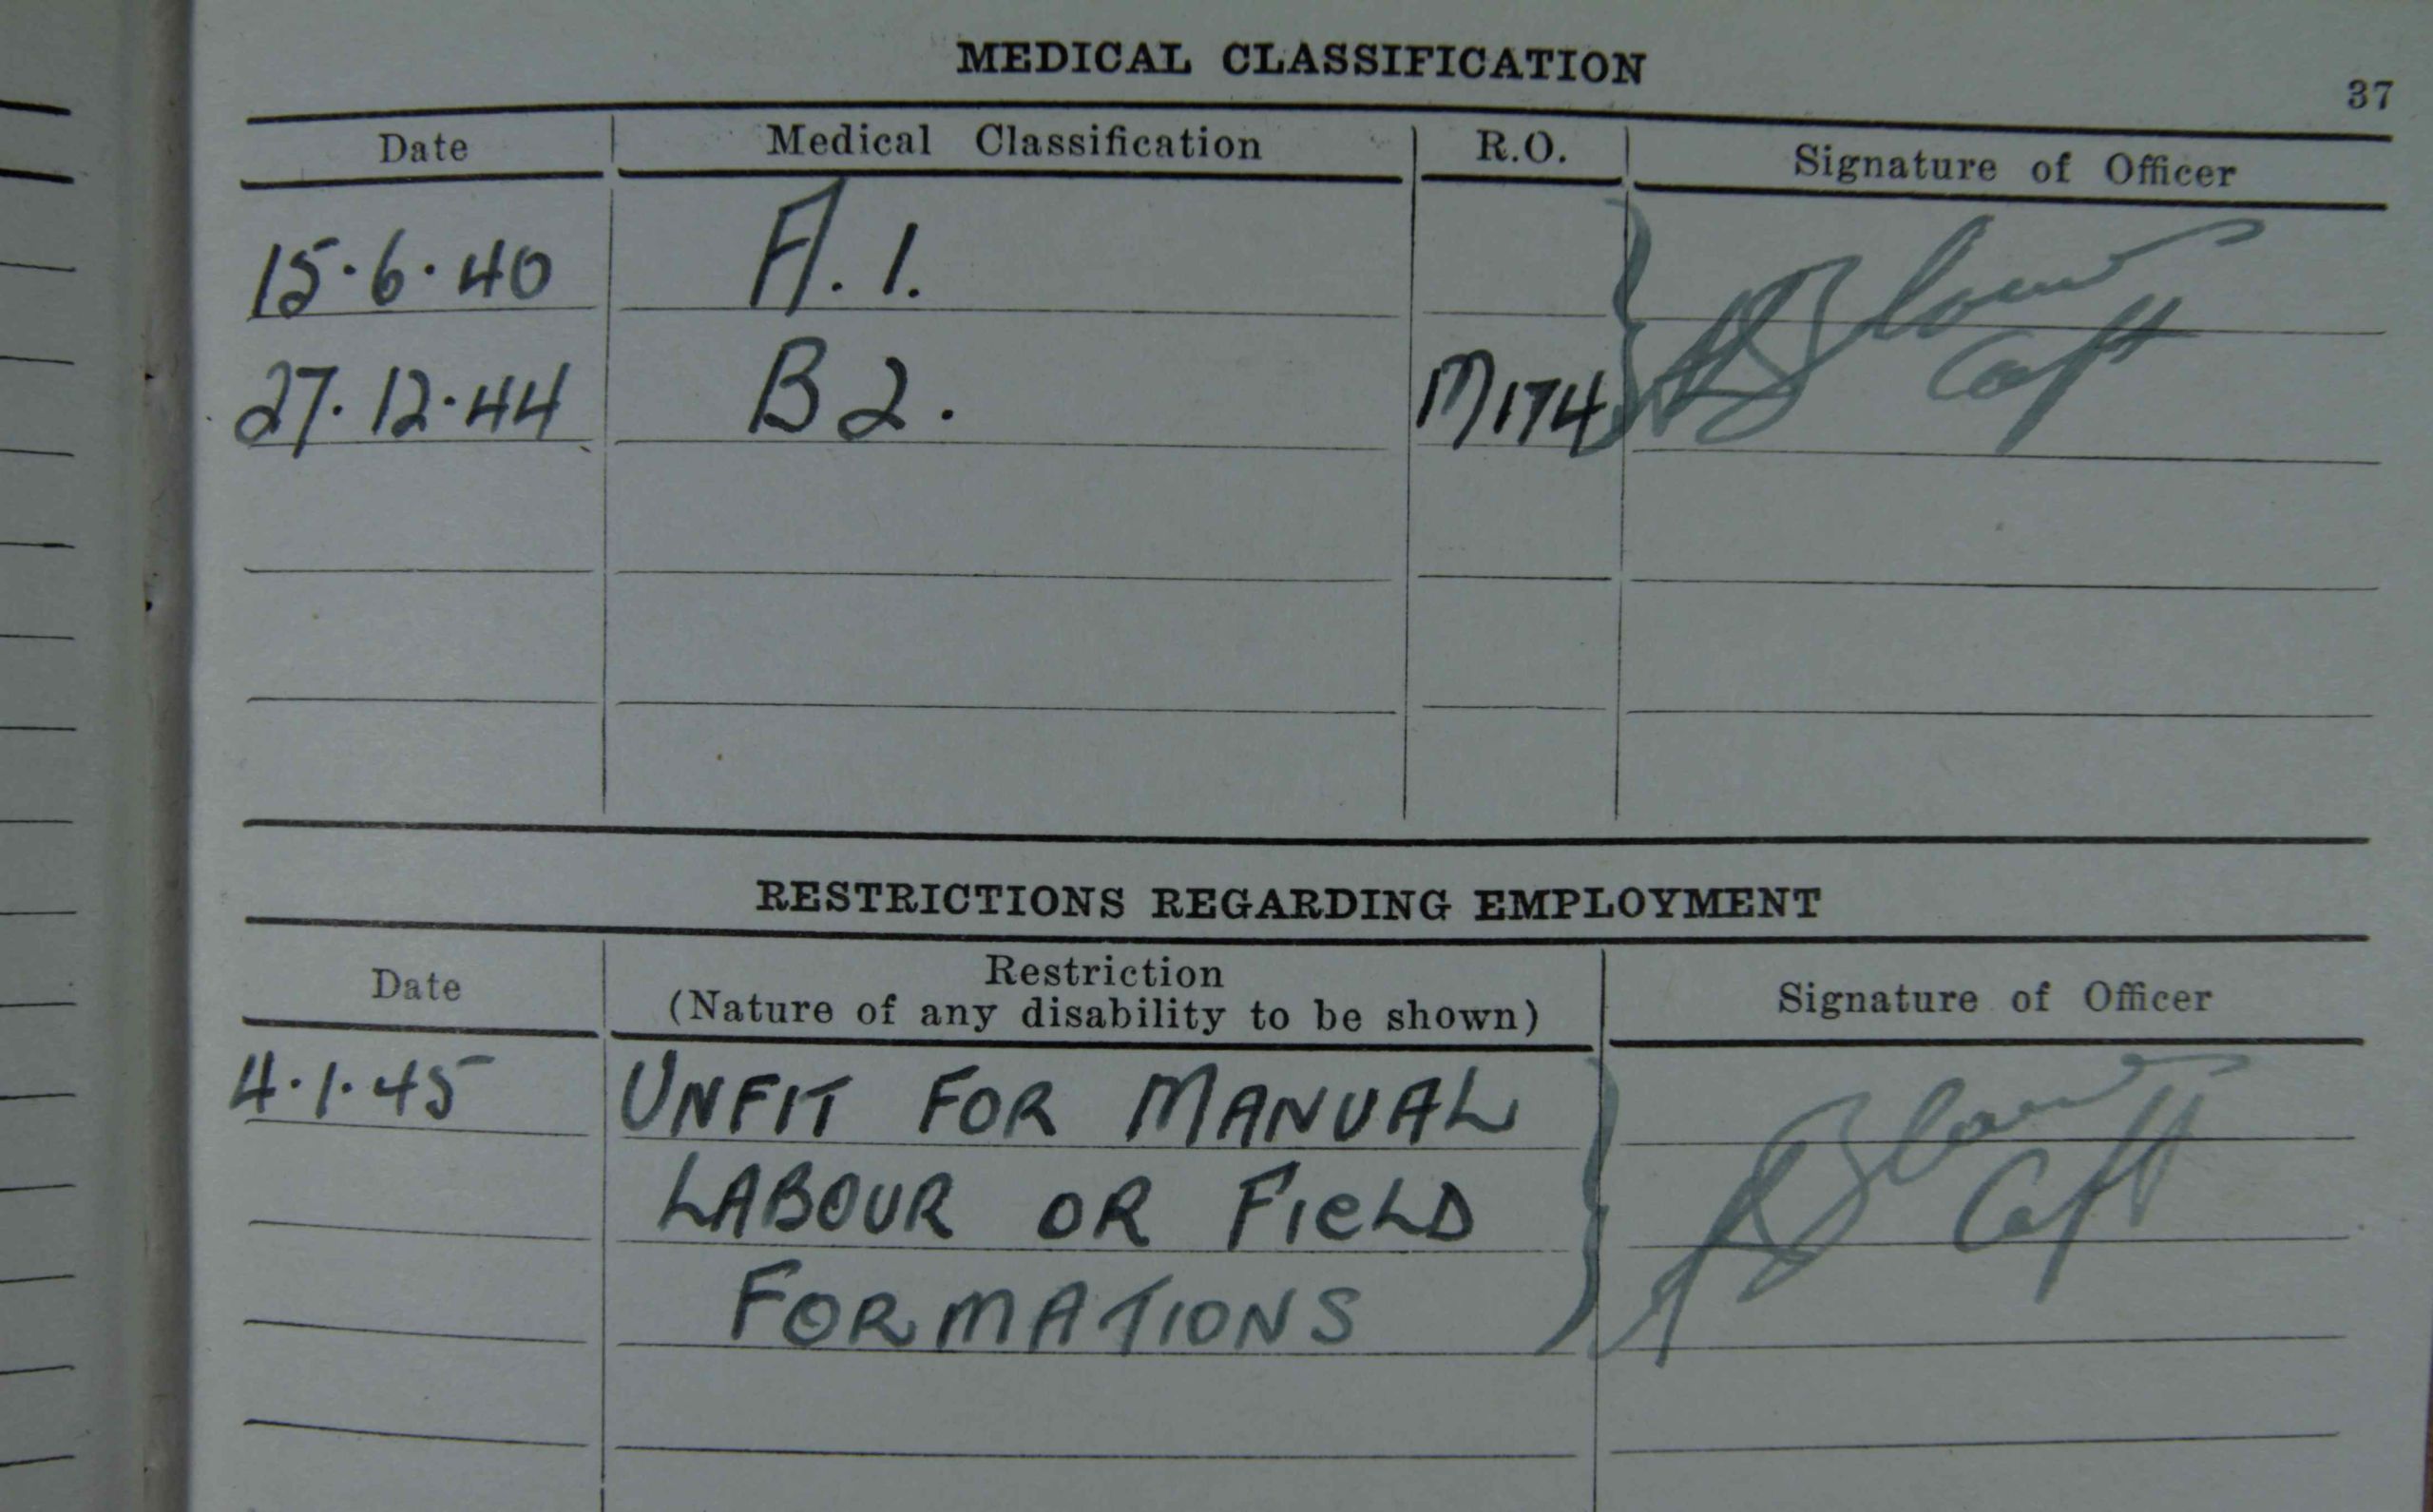 MEDICAL CLASSIFICATION
37
Date Medical Classification R.O. Signature of Officer
15.6.40 A.1.
27.12.44 B2. M174 Capt
RESTRICTIONS REGARDING EMPLOYMENT
Date Restriction Signature of Officer
(Nature of any disability to be shown)
4.1.45 UNFIT FOR MANUAL
LABOUR OR FIELD Capt
FORMATIONS